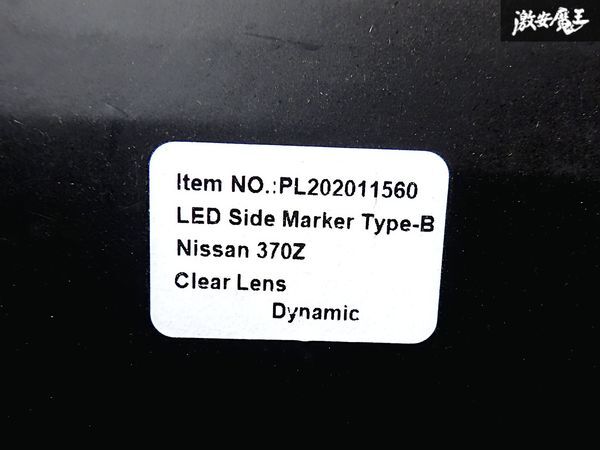 激安魔王
Item NO.:PL202011560
LED Side Marker Type-B
Nissan 370Z
Clear Lens
Dynamic